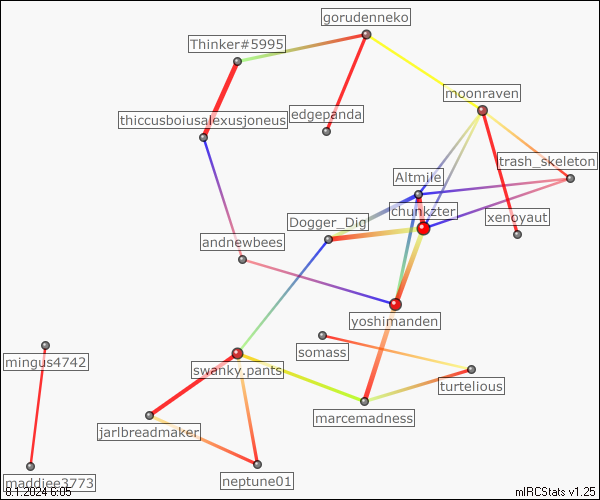 gorudenneko
Thinker#5995
moonraven
edgepanda
thiccusboiusalexusjoneus
trash_skeleton
Altmile
chunkzter
xenoyaut
Dogger_Dig
andnewbees
yoshimanden
somass
mingus4742
swanky.pants
turtelious
marcemadness
jarlbreadmaker
neptune01
maddiee3773
8.1.2024 6:05
mIRCStats v1.25